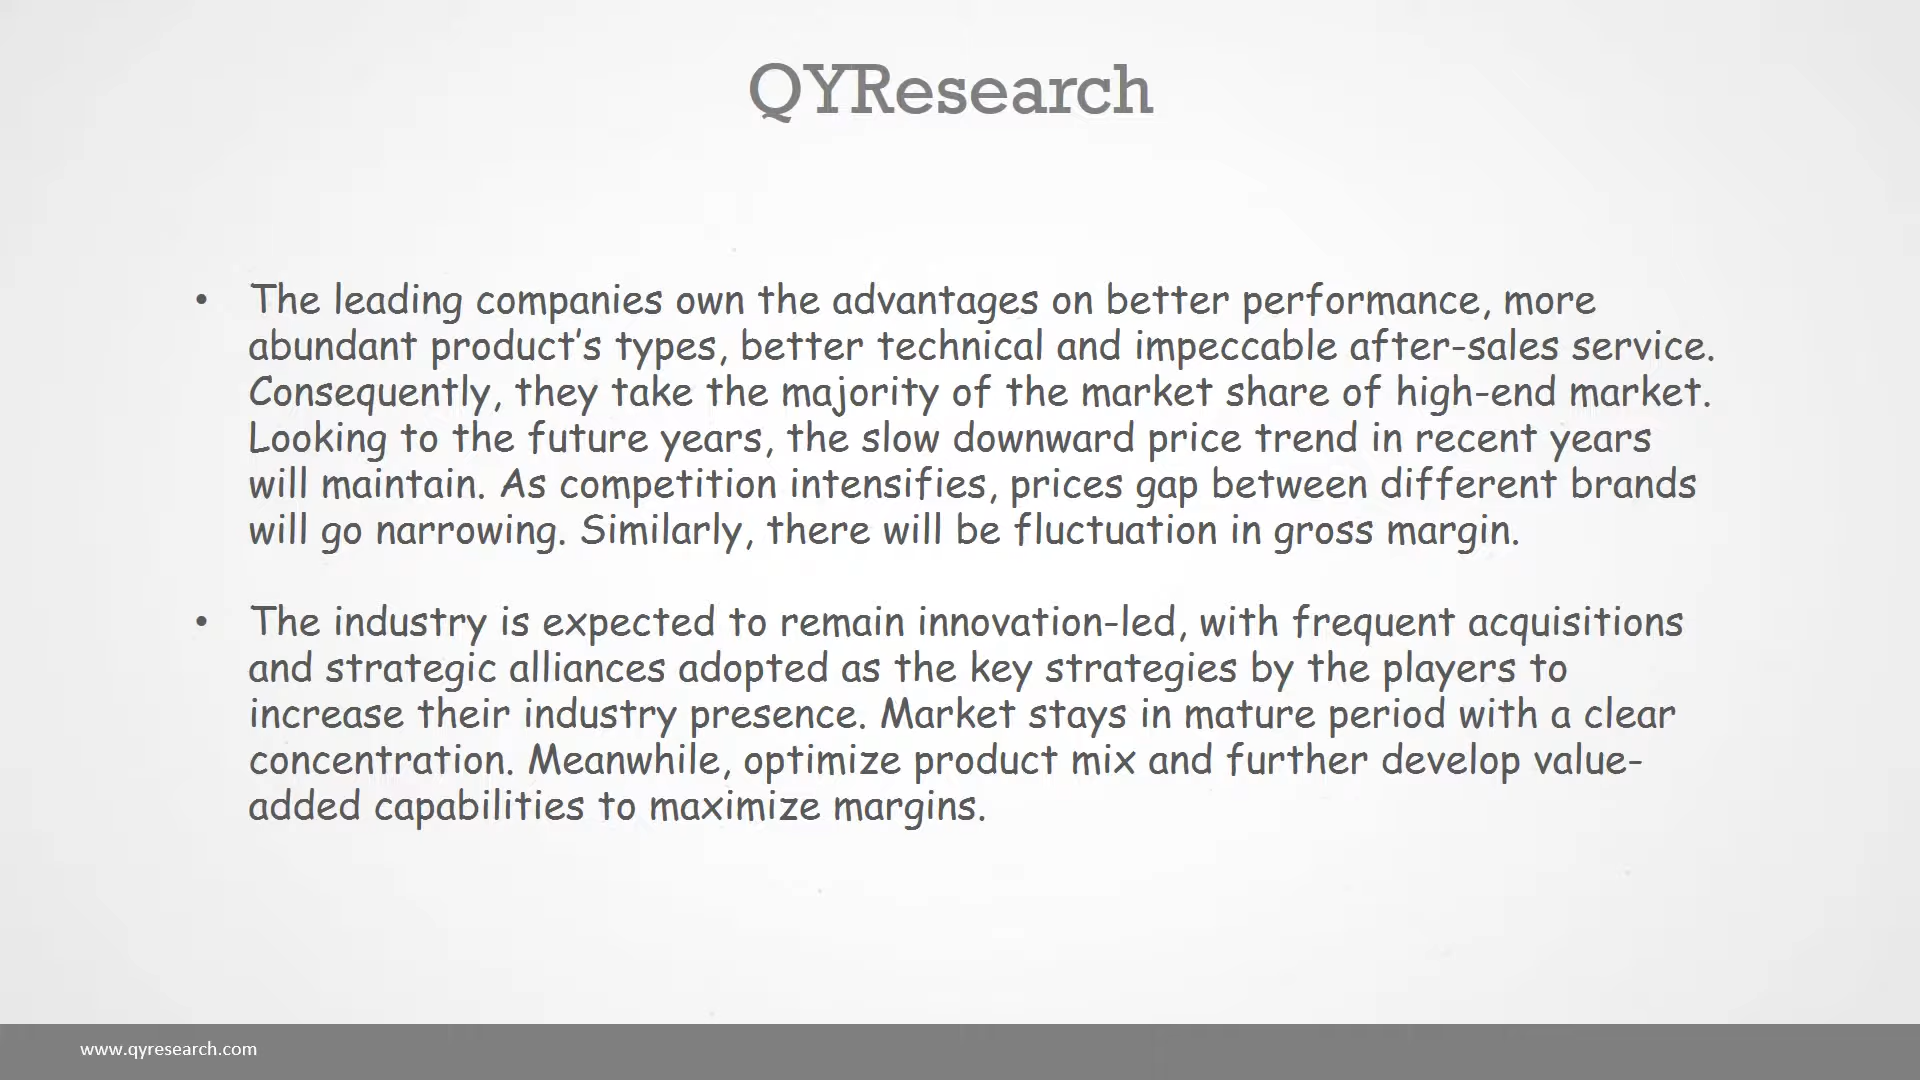 QYResearch
• The leading companies own the advantages on better performance, more
abundant product's types, better technical and impeccable after-sales service.
Consequently, they take the majority of the market share of high-end market.
Looking to the future years, the slow downward price trend in recent years
will maintain. As competition intensifies, prices gap between different brands
will go narrowing. Similarly, there will be fluctuation in gross margin.
• The industry is expected to remain innovation-led, with frequent acquisitions
and strategic alliances adopted as the key strategies by the players to
increase their industry presence. Market stays in mature period with a clear
concentration. Meanwhile, optimize product mix and further develop value-
added capabilities to maximize margins.
www.qyresearch.com